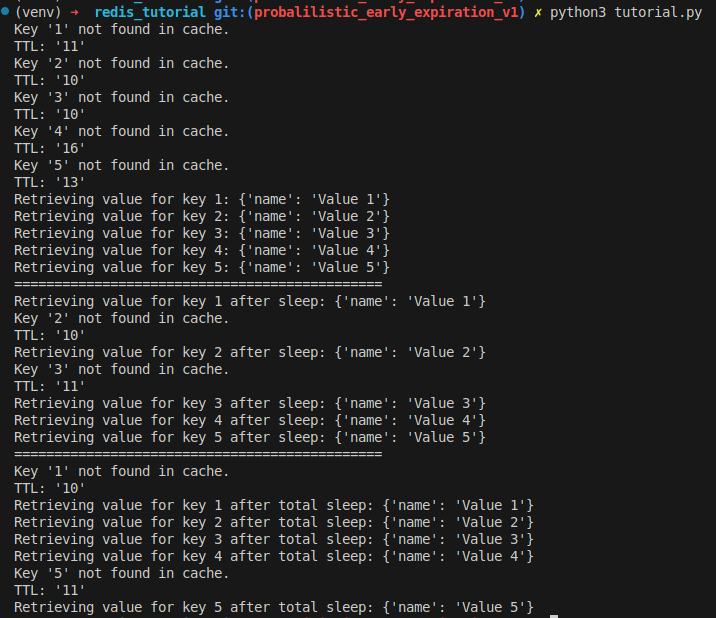 (venv) → redis_tutorial git:(probalilistic_early_expiration_v1) ✗ python3 tutorial.py
Key '1' not found in cache.
TTL: '11'
Key '2' not found in cache.
TTL: '10'
Key '3' not found in cache.
TTL: '10'
Key '4' not found in cache.
TTL: '16'
Key '5' not found in cache.
TTL: '13'
Retrieving value for key 1: {'name': 'Value 1'}
Retrieving value for key 2: {'name': 'Value 2'}
Retrieving value for key 3: {'name': 'Value 3'}
Retrieving value for key 4: {'name': 'Value 4'}
Retrieving value for key 5: {'name': 'Value 5'}
==============================================
Retrieving value for key 1 after sleep: {'name': 'Value 1'}
Key '2' not found in cache.
TTL: '10'
Retrieving value for key 2 after sleep: {'name': 'Value 2'}
Key '3' not found in cache.
TTL: '11'
Retrieving value for key 3 after sleep: {'name': 'Value 3'}
Retrieving value for key 4 after sleep: {'name': 'Value 4'}
Retrieving value for key 5 after sleep: {'name': 'Value 5'}
==============================================
Key '1' not found in cache.
TTL: '10'
Retrieving value for key 1 after total sleep: {'name': 'Value 1'}
Retrieving value for key 2 after total sleep: {'name': 'Value 2'}
Retrieving value for key 3 after total sleep: {'name': 'Value 3'}
Retrieving value for key 4 after total sleep: {'name': 'Value 4'}
Key '5' not found in cache.
TTL: '11'
Retrieving value for key 5 after total sleep: {'name': 'Value 5'}